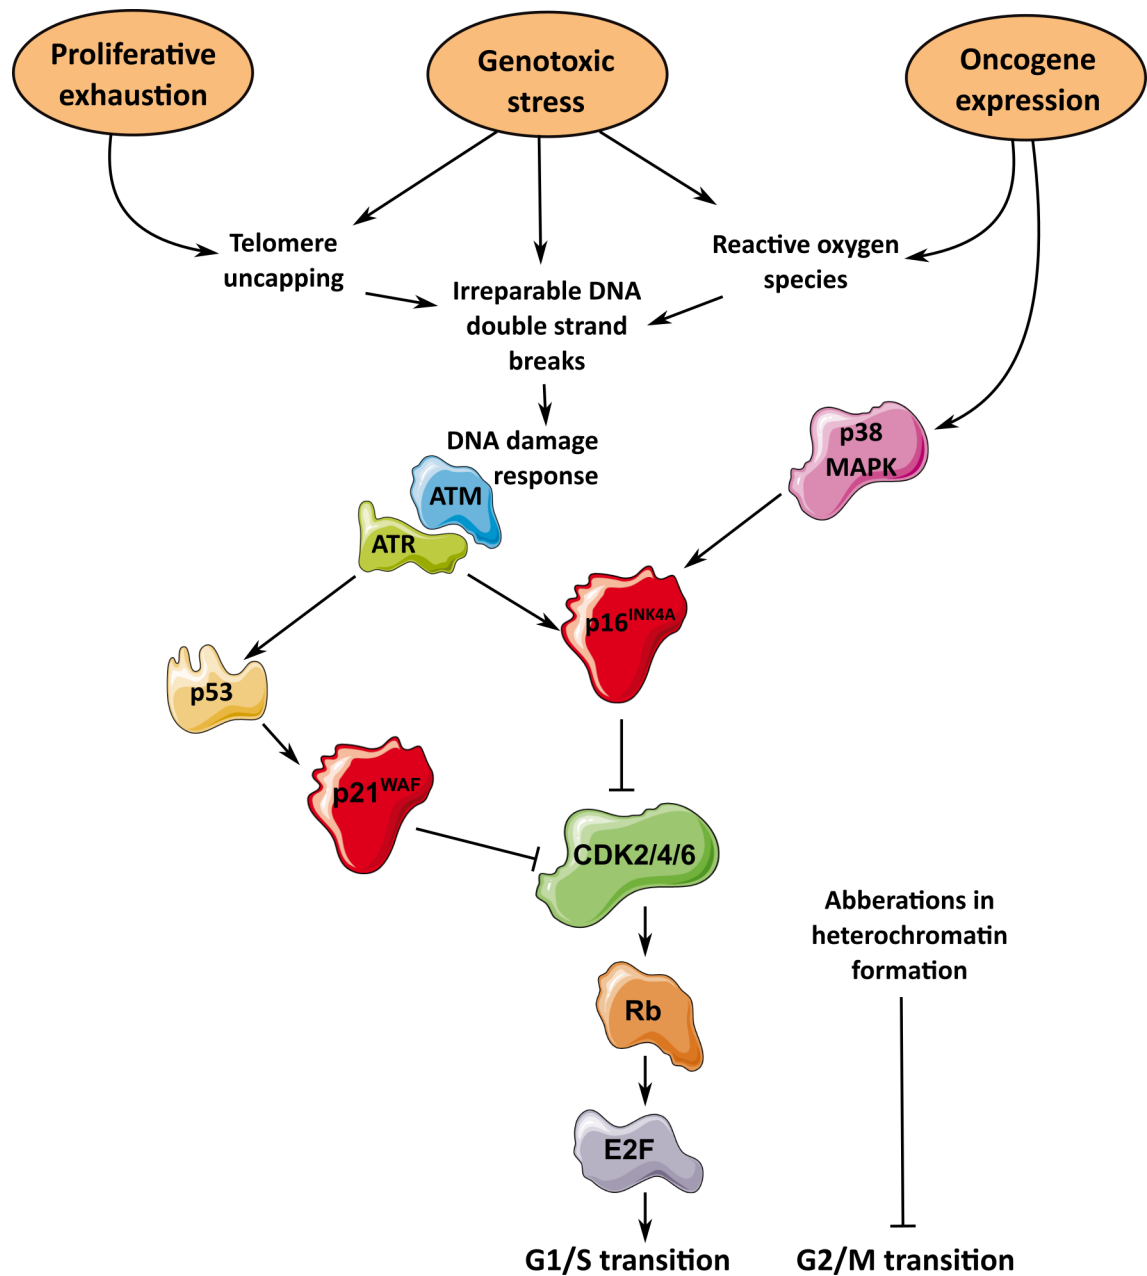 Proliferative
exhaustion
Genotoxic
stress
Oncogene
expression
Telomere
uncapping
Reactive oxygen
species
Irreparable DNA
double strand
breaks
DNA damage
response
p38
MAPK
ATM
ATR
p16INK4A
p53
p21WAF
CDK2/4/6
Abberations in
heterochromatin
formation
Rb
E2F
G1/S transition
G2/M transition